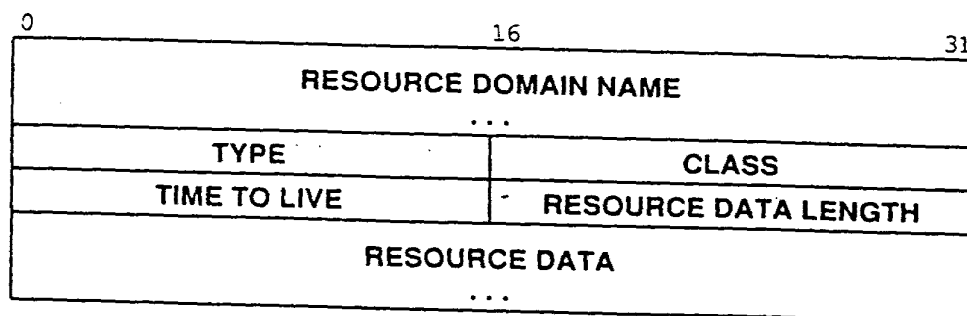 0 16 31
RESOURCE DOMAIN NAME
...
TYPE CLASS
TIME TO LIVE RESOURCE DATA LENGTH
RESOURCE DATA
...